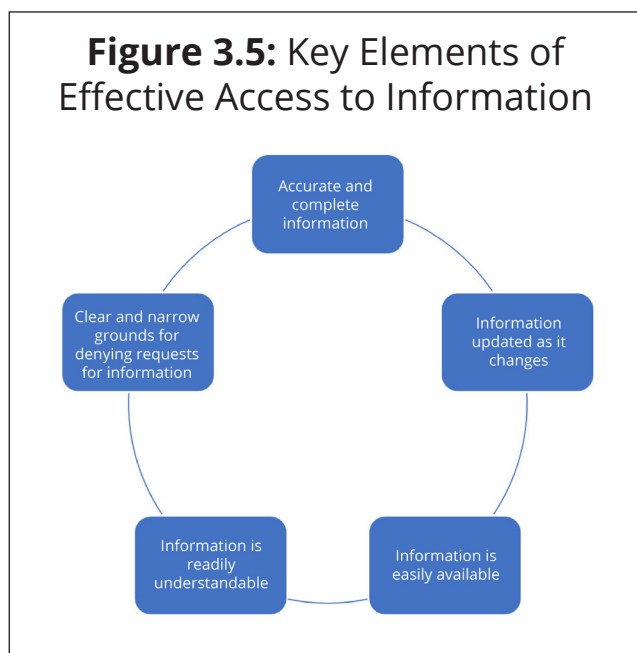 Figure 3.5: Key Elements of
Effective Access to Information
Accurate and
complete
information
Information
updated as it
changes
Information is
easily available
Information is
readily
understandable
Clear and narrow
grounds for
denying requests
for information